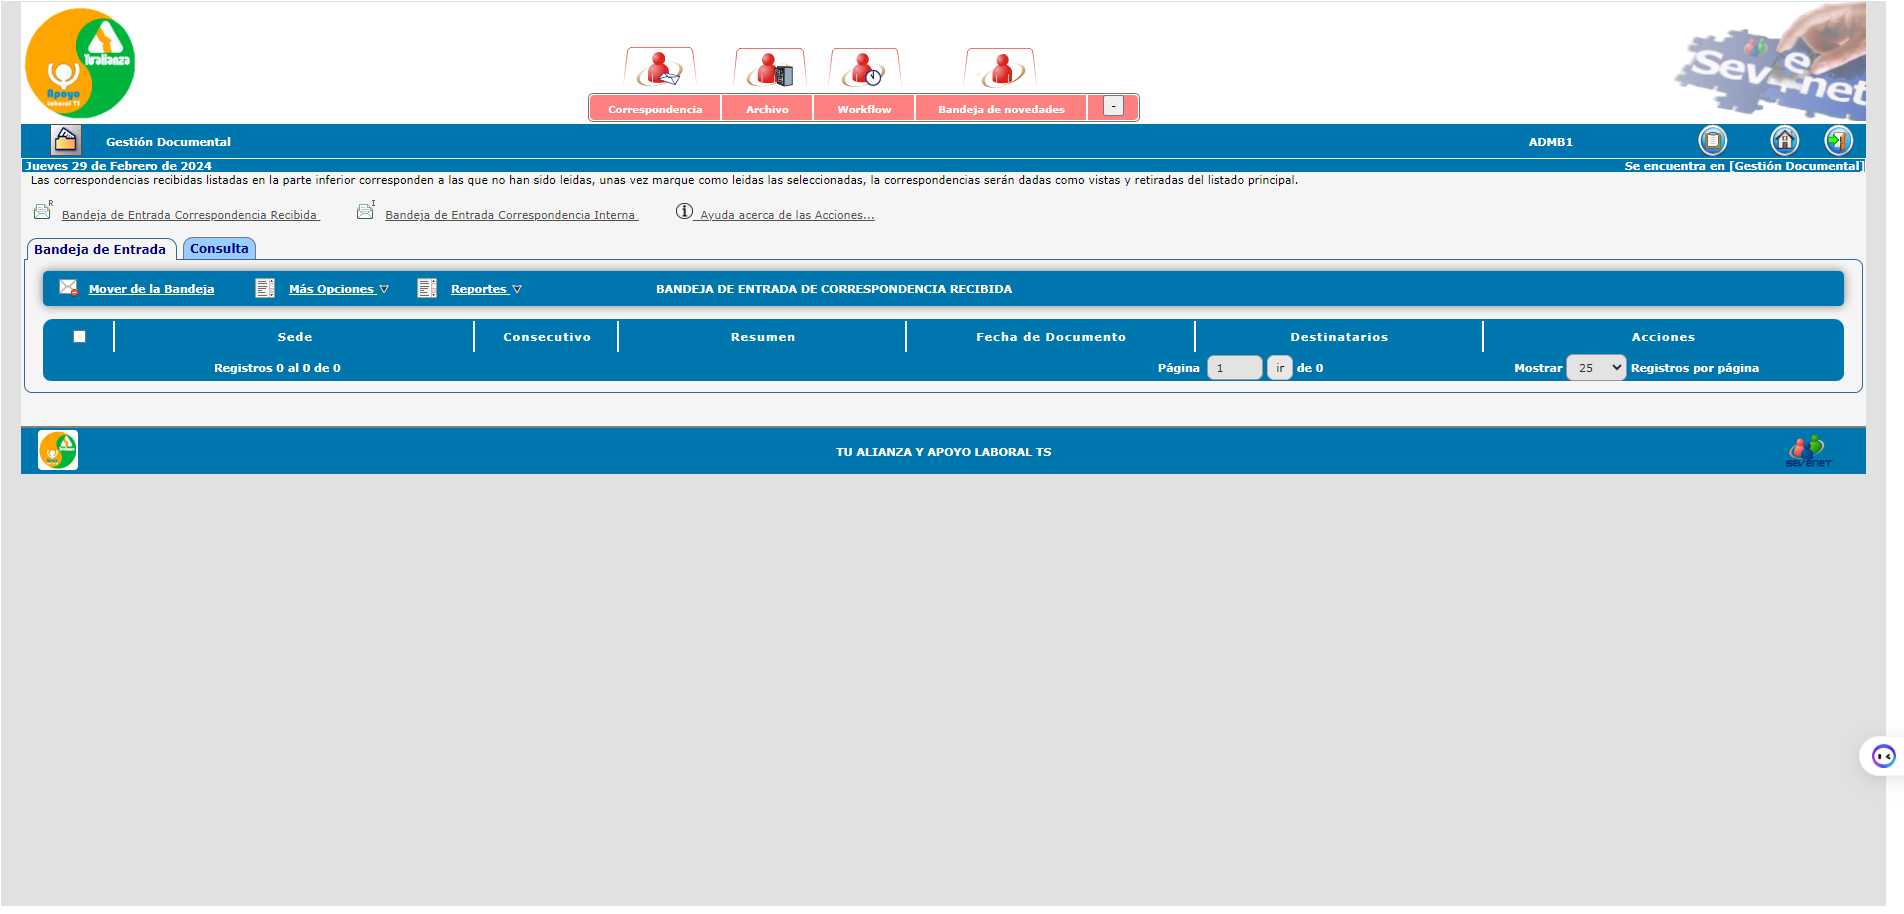 Tu alianza
Apoyo
Laboral TS
Sevenet
Correspondencia Archivo Workflow Bandeja de novedades -
Gestión Documental ADMB1
Jueves 29 de Febrero de 2024 Se encuentra en [Gestión Documental]
Las correspondencias recibidas listadas en la parte inferior corresponden a las que no han sido leidas, unas vez marque como leidas las seleccionadas, la correspondencias serán dadas como vistas y retiradas del listado principal.
R Bandeja de Entrada Correspondencia Recibida I Bandeja de Entrada Correspondencia Interna Ayuda acerca de las Acciones...
Bandeja de Entrada Consulta
Mover de la Bandeja Más Opciones Reportes BANDEJA DE ENTRADA DE CORRESPONDENCIA RECIBIDA
Sede Consecutivo Resumen Fecha de Documento Destinatarios Acciones
Registros 0 al 0 de 0 Página 1 ir de 0 Mostrar 25 Registros por página
TU ALIANZA Y APOYO LABORAL TS
SEVENET